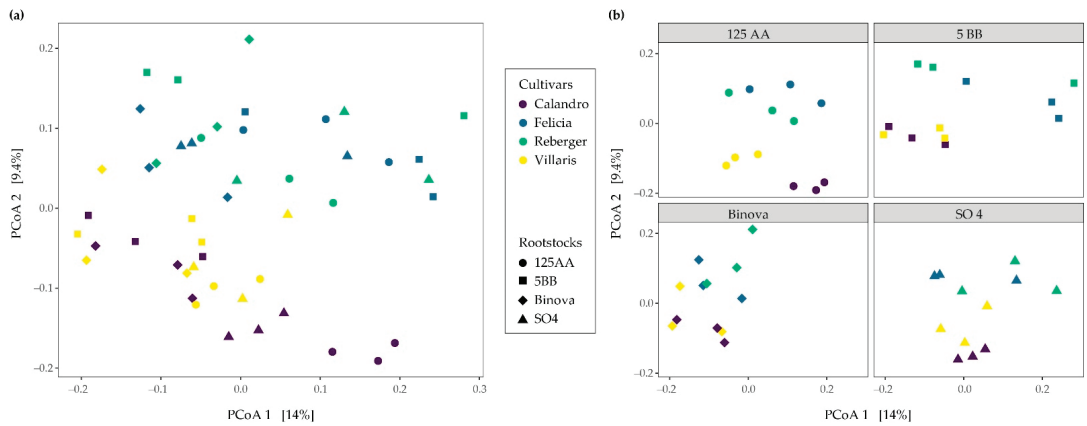 (a)
0.2
0.1
0.0
−0.1
−0.2
PCoA 2 [9.4%]
−0.2 −0.1 0.0 0.1 0.2 0.3
PCoA 1 [14%]
Cultivars
Calandro
Felicia
Reberger
Villaris
Rootstocks
125AA
5BB
Binova
SO4
(b)
125 AA
5 BB
0.2
0.0
−0.2
Binova
SO 4
0.2
0.0
−0.2
PCoA 2 [9.4%]
−0.2 0.0 0.2
−0.2 0.0 0.2
PCoA 1 [14%]